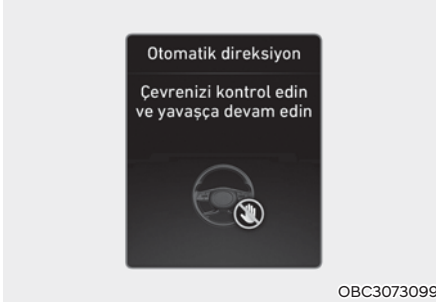 Otomatik direksiyon
Çevrenizi kontrol edin
ve yavaşça devam edin
OBC3073099